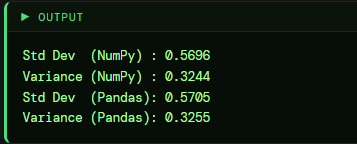 ▶ OUTPUT
Std Dev  (NumPy) : 0.5696
Variance (NumPy) : 0.3244
Std Dev  (Pandas): 0.5705
Variance (Pandas): 0.3255